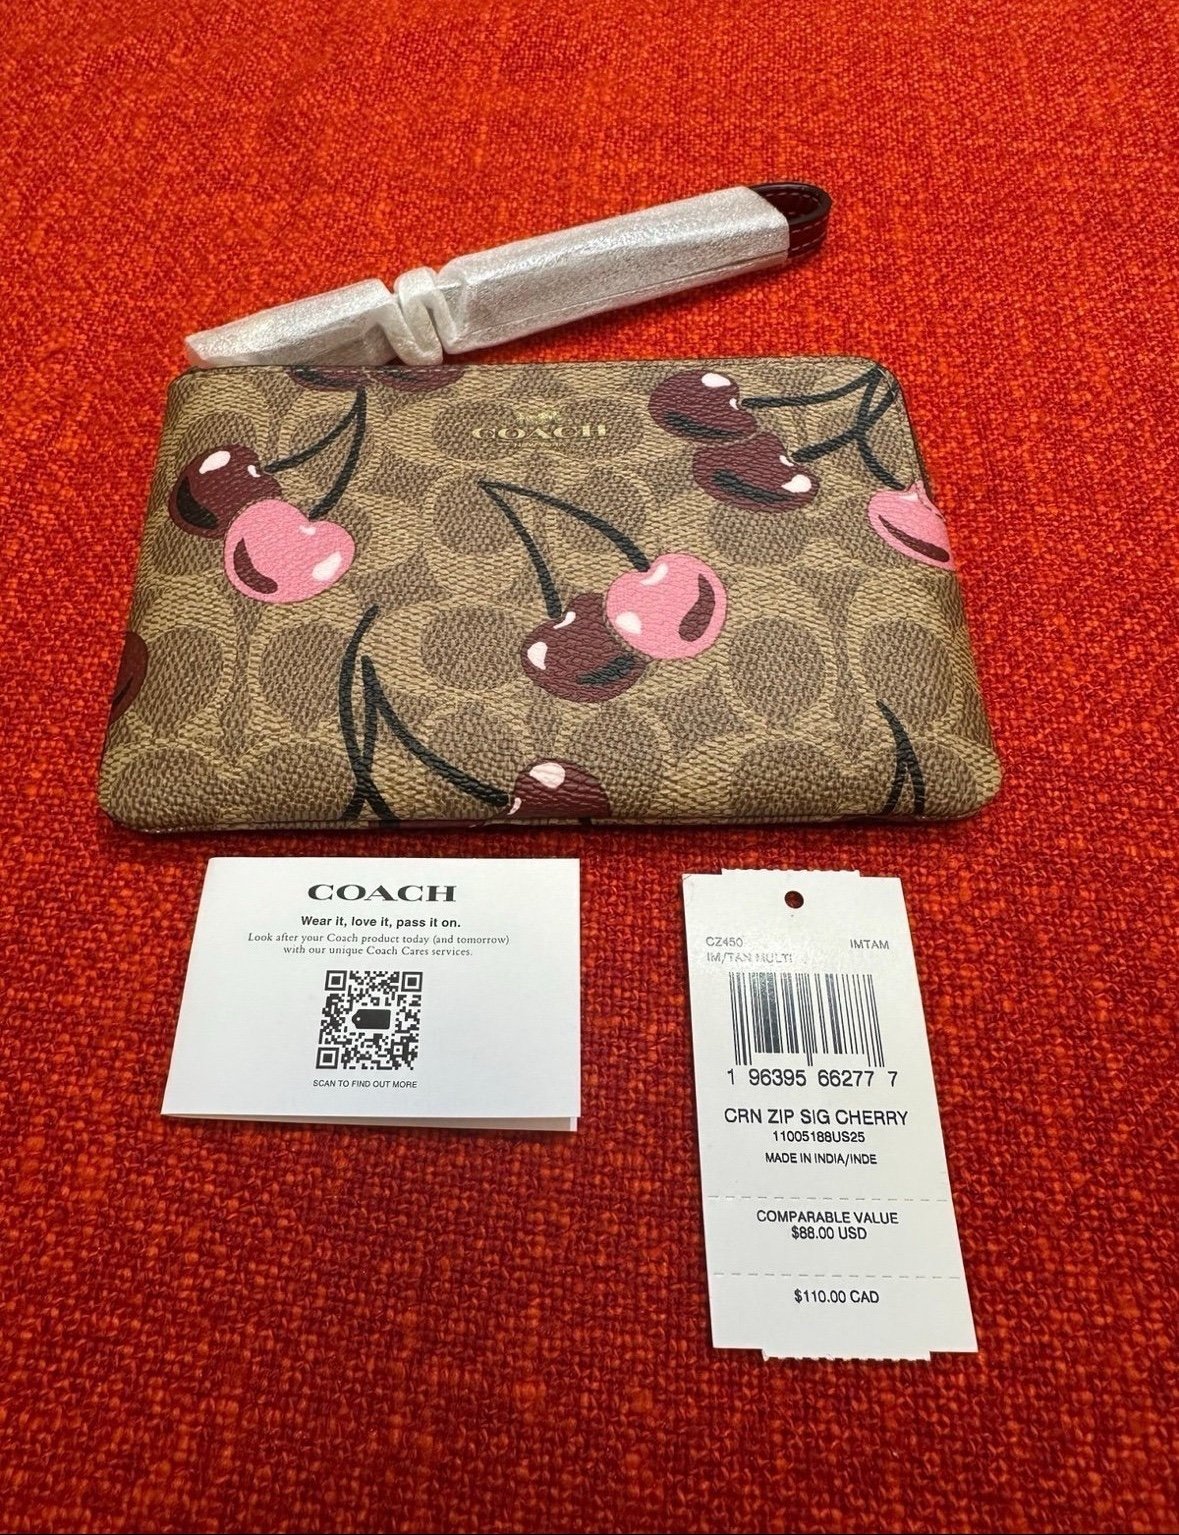 COACH
COACH
Wear it, love it, pass it on.
Look after your Coach product today (and tomorrow)
with our unique Coach Cares services.
SCAN TO FIND OUT MORE
CZ450 IMTAM
IM/TAN MULTI
1 96395 66277 7
CRN ZIP SIG CHERRY
11005188US25
MADE IN INDIA/INDE
COMPARABLE VALUE
$88.00 USD
$110.00 CAD